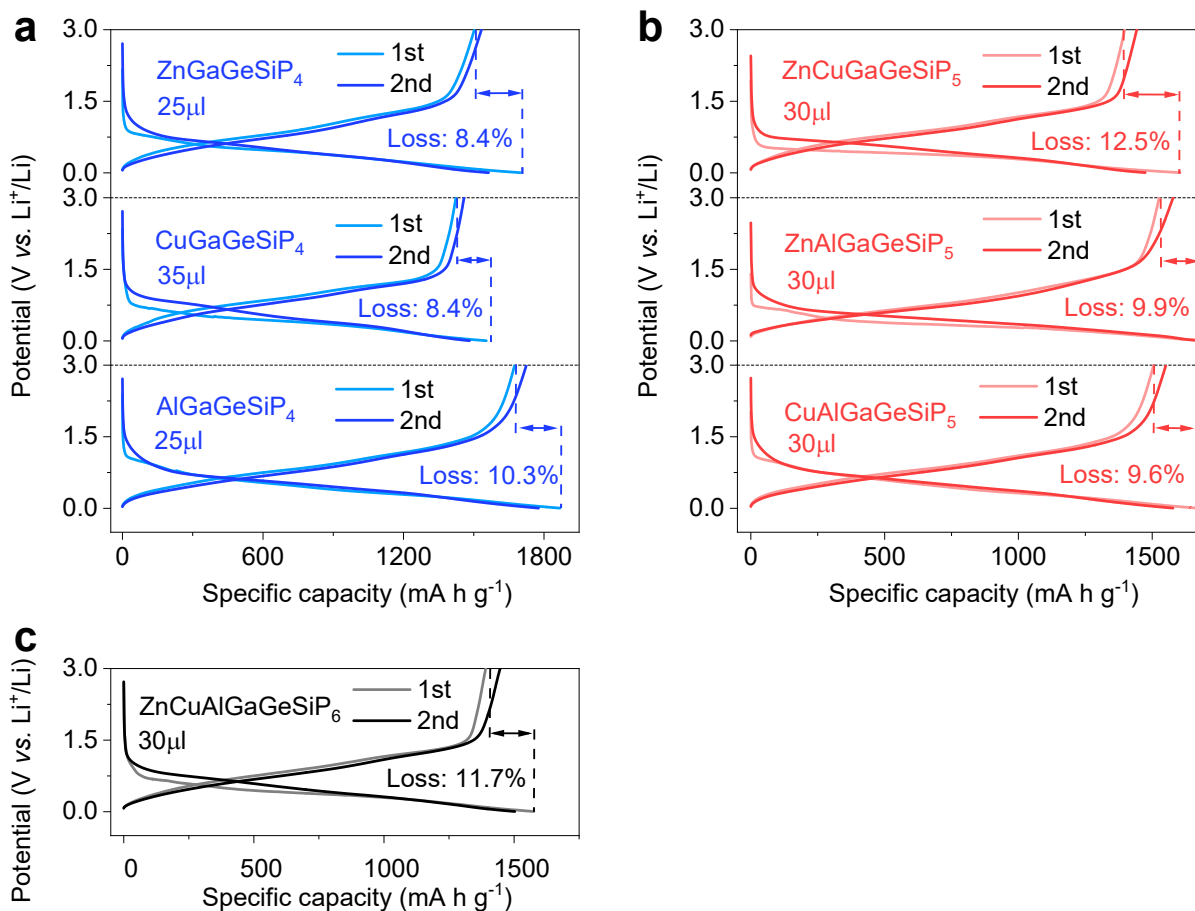 a
Potential (V vs. Li⁺/Li)
3.0
1.5
0.0
ZnGaGeSiP₄
25μl
1st
2nd
Loss: 8.4%
3.0
1.5
0.0
CuGaGeSiP₄
35μl
1st
2nd
Loss: 8.4%
3.0
1.5
0.0
AlGaGeSiP₄
25μl
1st
2nd
Loss: 10.3%
0 600 1200 1800
Specific capacity (mA h g⁻¹)
b
Potential (V vs. Li⁺/Li)
3.0
1.5
0.0
ZnCuGaGeSiP₅
30μl
1st
2nd
Loss: 12.5%
3.0
1.5
0.0
ZnAlGaGeSiP₅
30μl
1st
2nd
Loss: 9.9%
3.0
1.5
0.0
CuAlGaGeSiP₅
30μl
1st
2nd
Loss: 9.6%
0 500 1000 1500
Specific capacity (mA h g⁻¹)
c
Potential (V vs. Li⁺/Li)
3.0
1.5
0.0
ZnCuAlGaGeSiP₆
30μl
1st
2nd
Loss: 11.7%
0 500 1000 1500
Specific capacity (mA h g⁻¹)